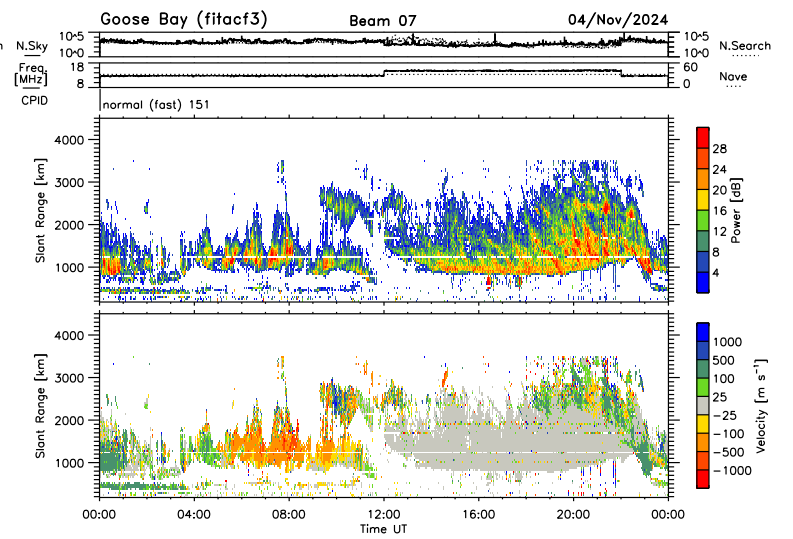 Goose Bay (fitacf3) Beam 07 04/Nov/2024
N.Sky 10^5 10^0 10^5 10^0 N.Search
Freq. [MHz] 18 8 60 0 Nave
CPID normal (fast) 151
Slant Range [km] 4000 3000 2000 1000
Power [dB] 28 24 20 16 12 8 4
Slant Range [km] 4000 3000 2000 1000
Velocity [m s⁻¹] 1000 500 100 25 -25 -100 -500 -1000
00:00 04:00 08:00 12:00 16:00 20:00 00:00
Time UT